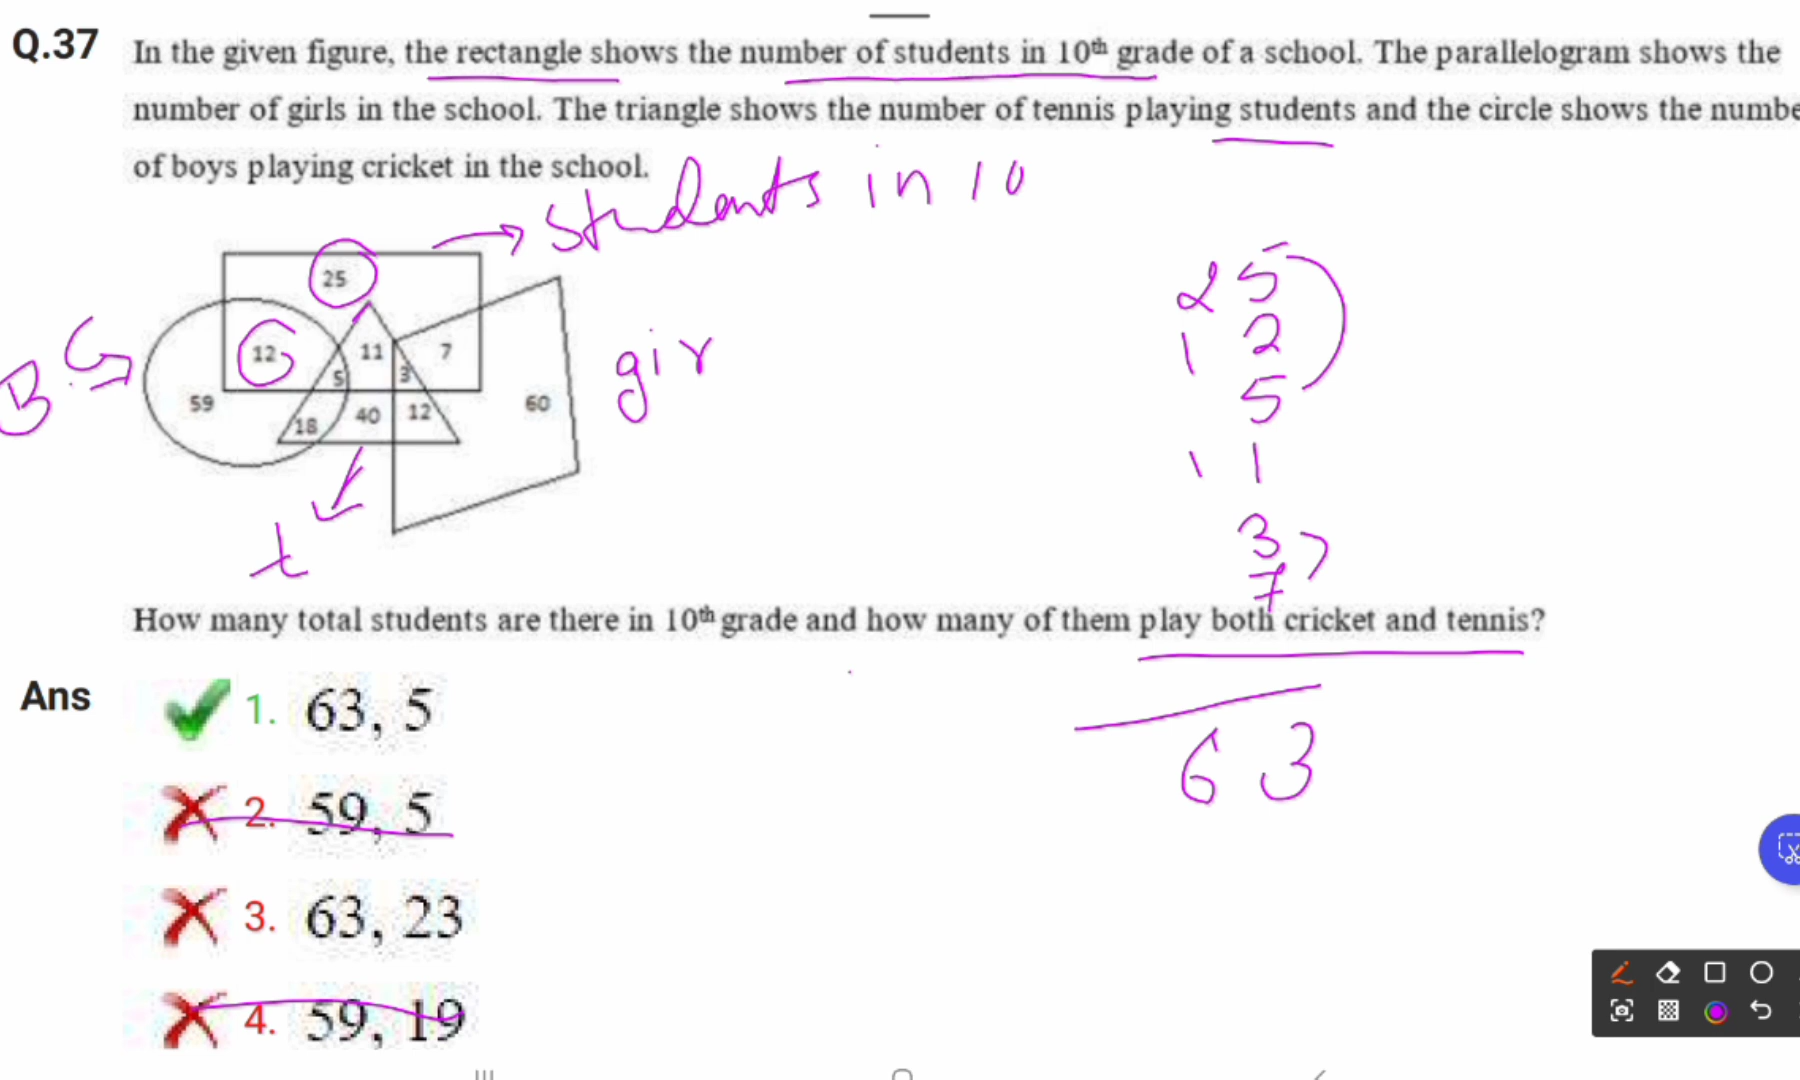 Q.37 In the given figure, the rectangle shows the number of students in 10th grade of a school. The parallelogram shows the
number of girls in the school. The triangle shows the number of tennis playing students and the circle shows the numbe
of boys playing cricket in the school.
students in 10
25
12
11
7
5
3
59
18
40
12
60
B.C
gir
t
25
12
5
11
3
7
How many total students are there in 10th grade and how many of them play both cricket and tennis?
63
Ans
1. 63, 5
2. 59, 5
3. 63, 23
4. 59, 19